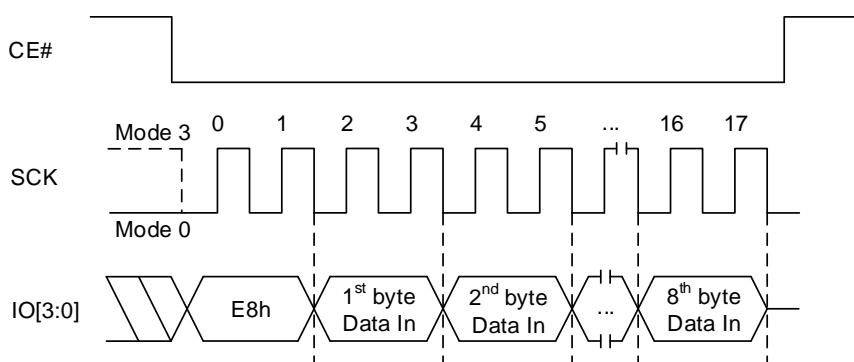 CE#
Mode 3 0 1 2 3 4 5 ... 16 17
SCK
Mode 0
IO[3:0] E8h 1st byte Data In 2nd byte Data In ... 8th byte Data In